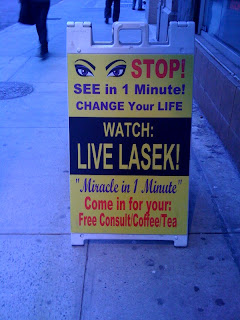 STOP!
SEE in 1 Minute!
CHANGE Your LIFE
WATCH:
LIVE LASEK!
"Miracle in 1 Minute"
Come in for your:
Free Consult/Coffee/Tea